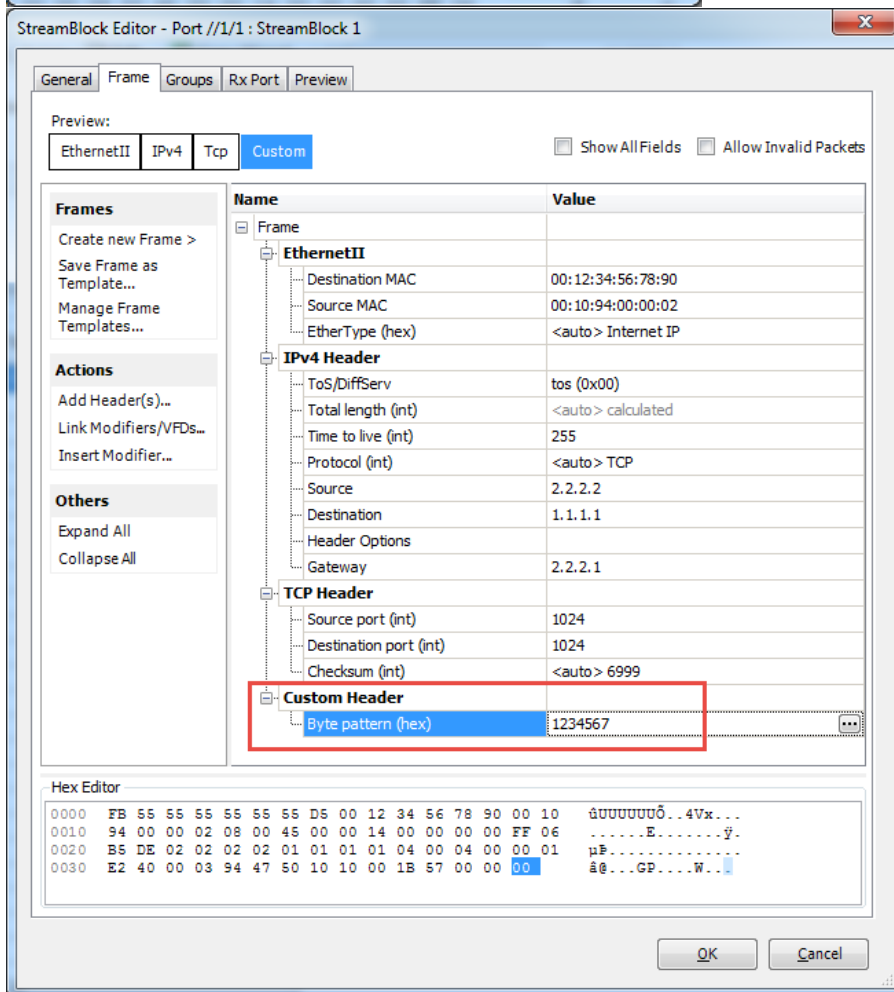 StreamBlock Editor - Port //1/1 : StreamBlock 1
General Frame Groups Rx Port Preview
Preview:
EthernetII IPv4 Tcp Custom Show All Fields Allow Invalid Packets
Frames
Create new Frame >
Save Frame as
Template...
Manage Frame
Templates...
Actions
Add Header(s)...
Link Modifiers/VFDs...
Insert Modifier...
Others
Expand All
Collapse All
Name Value
Frame
EthernetII
Destination MAC 00:12:34:56:78:90
Source MAC 00:10:94:00:00:02
EtherType (hex) <auto> Internet IP
IPv4 Header
ToS/DiffServ tos (0x00)
Total length (int) <auto> calculated
Time to live (int) 255
Protocol (int) <auto> TCP
Source 2.2.2.2
Destination 1.1.1.1
Header Options
Gateway 2.2.2.1
TCP Header
Source port (int) 1024
Destination port (int) 1024
Checksum (int) <auto> 6999
Custom Header
Byte pattern (hex) 1234567 ...
Hex Editor
0000 FB 55 55 55 55 55 55 D5 00 12 34 56 78 90 00 10 ûUUUUUUÕ..4Vx...
0010 94 00 00 02 08 00 45 00 00 14 00 00 00 00 FF 06 ......E.......ÿ.
0020 B5 DE 02 02 02 02 01 01 01 01 04 00 04 00 00 01 µÞ..............
0030 E2 40 00 03 94 47 50 10 10 00 1B 57 00 00 00 â@...GP....W...
OK Cancel